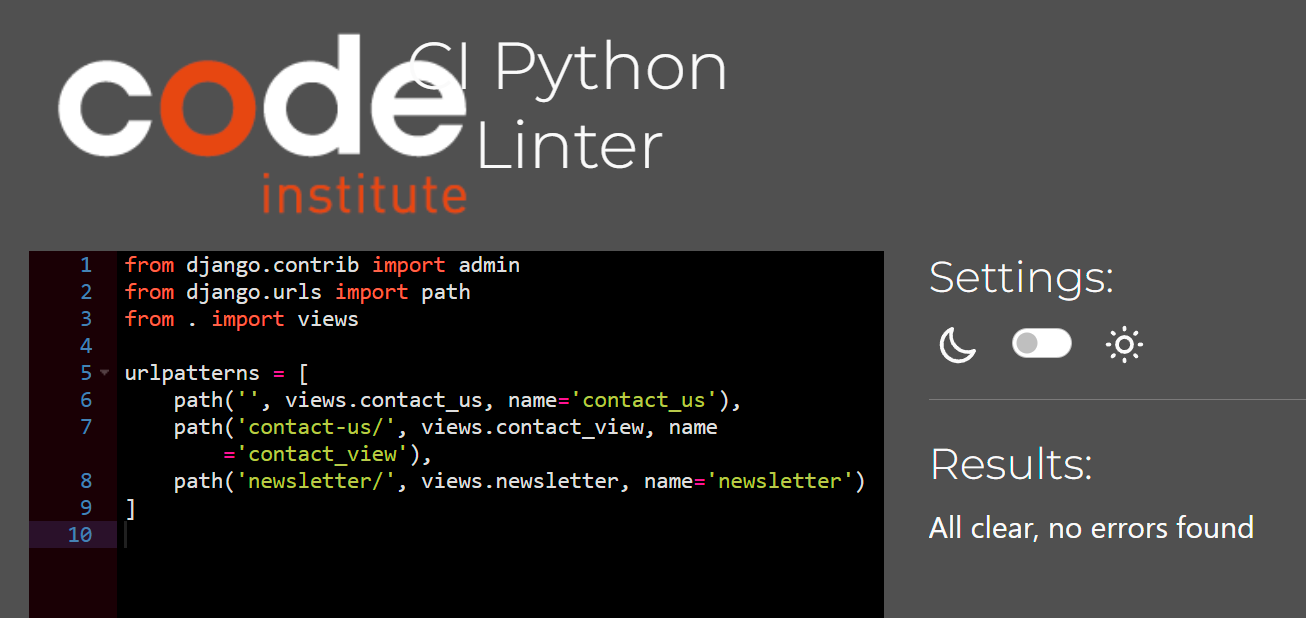 code
institute
CI Python
Linter
1 from django.contrib import admin
2 from django.urls import path
3 from . import views
4
5 urlpatterns = [
6     path('', views.contact_us, name='contact_us'),
7     path('contact-us/', views.contact_view, name
        ='contact_view'),
8     path('newsletter/', views.newsletter, name='newsletter')
9 ]
10
Settings:
Results:
All clear, no errors found